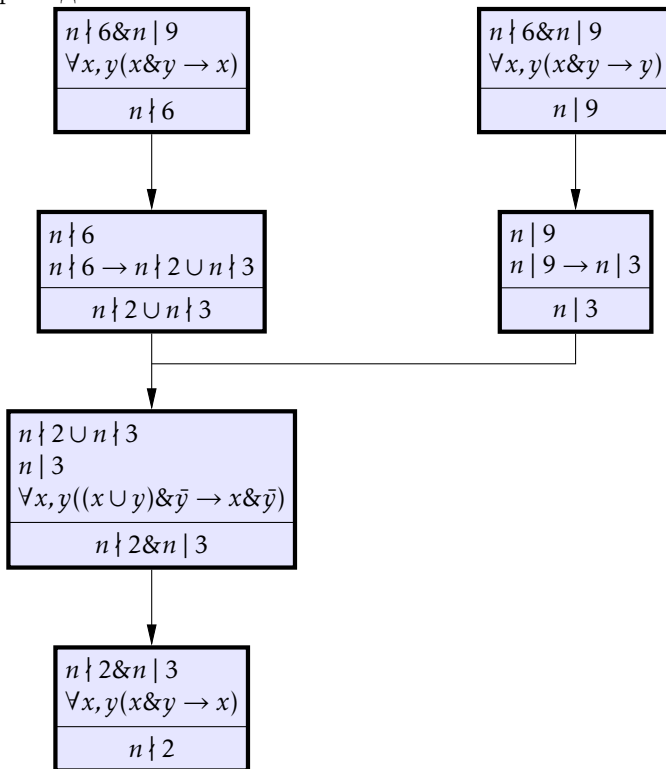 n ∤ 6&n | 9
∀x, y(x&y → x)
n ∤ 6
n ∤ 6&n | 9
∀x, y(x&y → y)
n | 9
n ∤ 6
n ∤ 6 → n ∤ 2 ∪ n ∤ 3
n ∤ 2 ∪ n ∤ 3
n | 9
n | 9 → n | 3
n | 3
n ∤ 2 ∪ n ∤ 3
n | 3
∀x, y((x ∪ y)&ȳ → x&ȳ)
n ∤ 2&n | 3
n ∤ 2&n | 3
∀x, y(x&y → x)
n ∤ 2